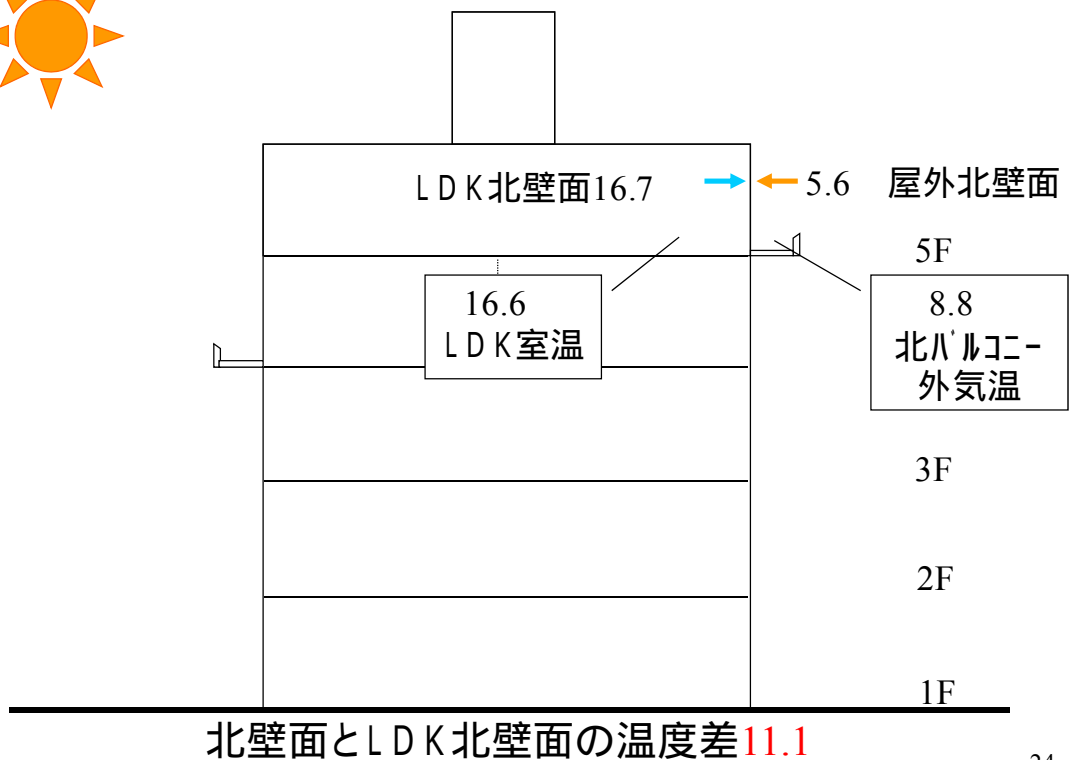 LDK北壁面16.7
5.6 屋外北壁面
5F
16.6
LDK室温
8.8
北バルコニー
外気温
3F
2F
1F
北壁面とLDK北壁面の温度差11.1
24